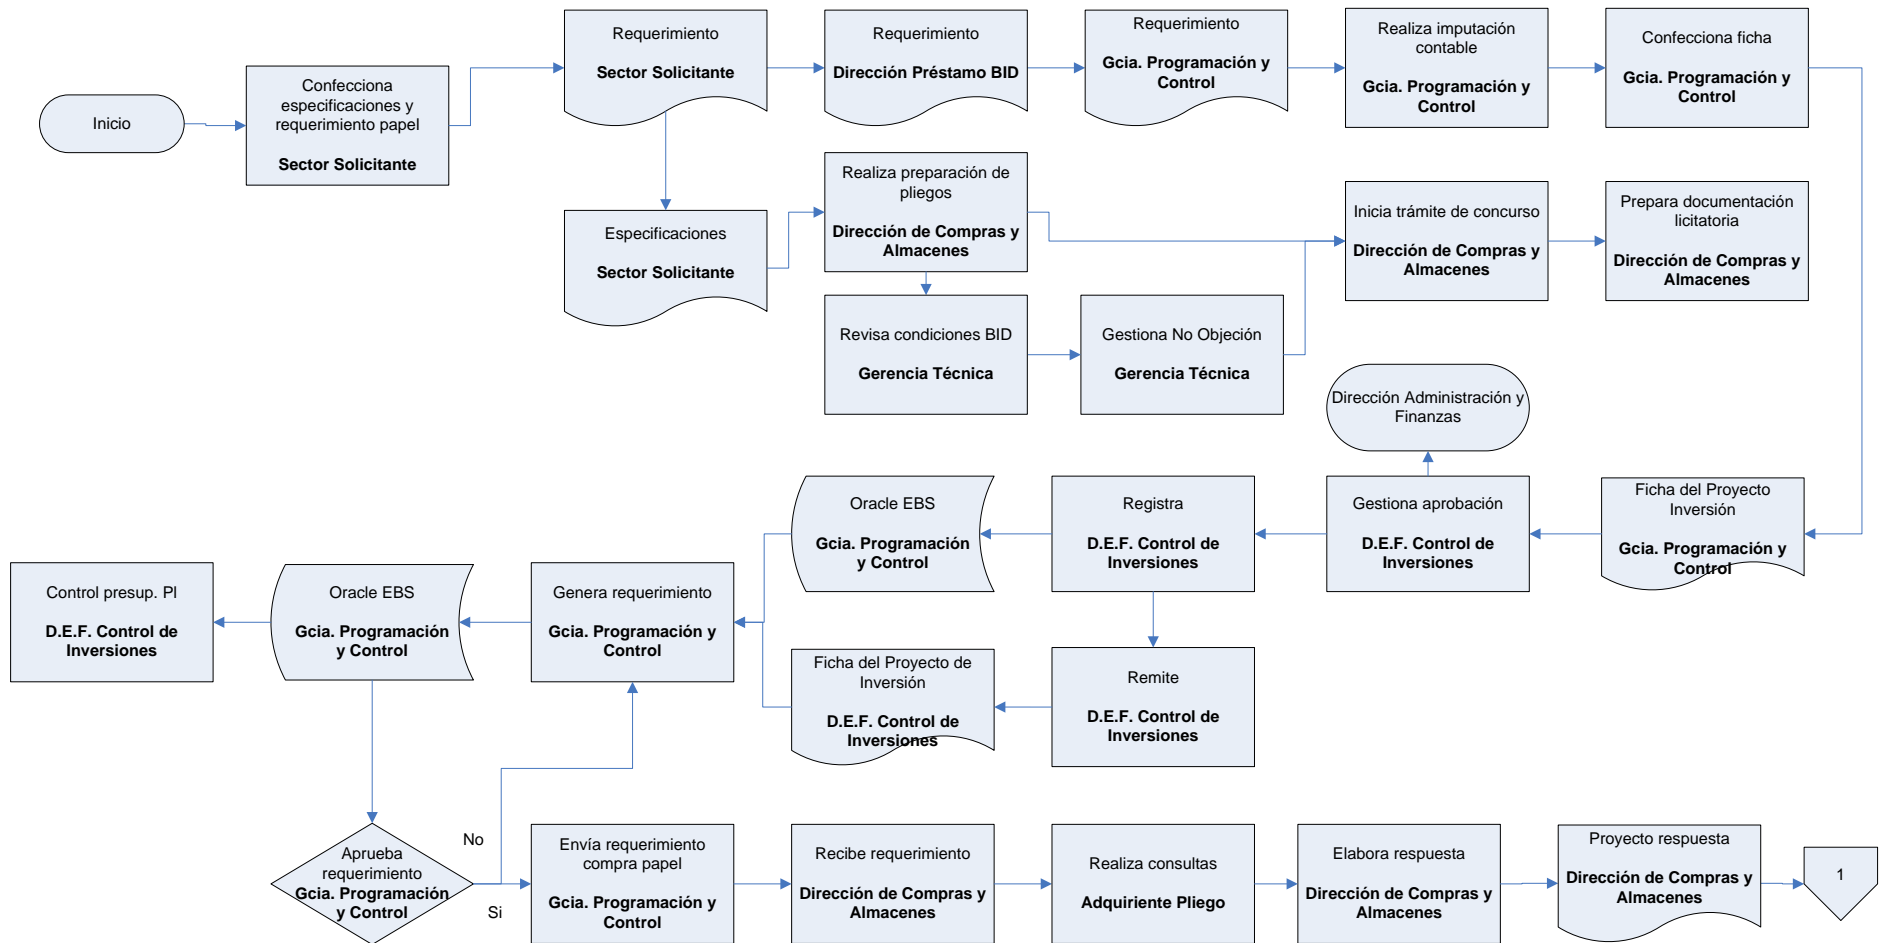 Inicio
Confecciona
especificaciones y
requerimiento papel
Sector Solicitante
Requerimiento
Sector Solicitante
Requerimiento
Dirección Préstamo BID
Requerimiento
Gcia. Programación y
Control
Realiza imputación
contable
Gcia. Programación y
Control
Confecciona ficha
Gcia. Programación y
Control
Especificaciones
Sector Solicitante
Realiza preparación de
pliegos
Dirección de Compras y
Almacenes
Inicia trámite de concurso
Dirección de Compras y
Almacenes
Prepara documentación
licitatoria
Dirección de Compras y
Almacenes
Revisa condiciones BID
Gerencia Técnica
Gestiona No Objeción
Gerencia Técnica
Dirección Administración y
Finanzas
Ficha del Proyecto
Inversión
Gcia. Programación y
Control
Gestiona aprobación
D.E.F. Control de
Inversiones
Registra
D.E.F. Control de
Inversiones
Oracle EBS
Gcia. Programación
y Control
Remite
D.E.F. Control de
Inversiones
Ficha del Proyecto de
Inversión
D.E.F. Control de
Inversiones
Genera requerimiento
Gcia. Programación y
Control
Oracle EBS
Gcia. Programación
y Control
Control presup. PI
D.E.F. Control de
Inversiones
Aprueba
requerimiento
Gcia. Programación
y Control
No
Si
Envía requerimiento
compra papel
Gcia. Programación y
Control
Recibe requerimiento
Dirección de Compras y
Almacenes
Realiza consultas
Adquiriente Pliego
Elabora respuesta
Dirección de Compras y
Almacenes
Proyecto respuesta
Dirección de Compras y
Almacenes
1